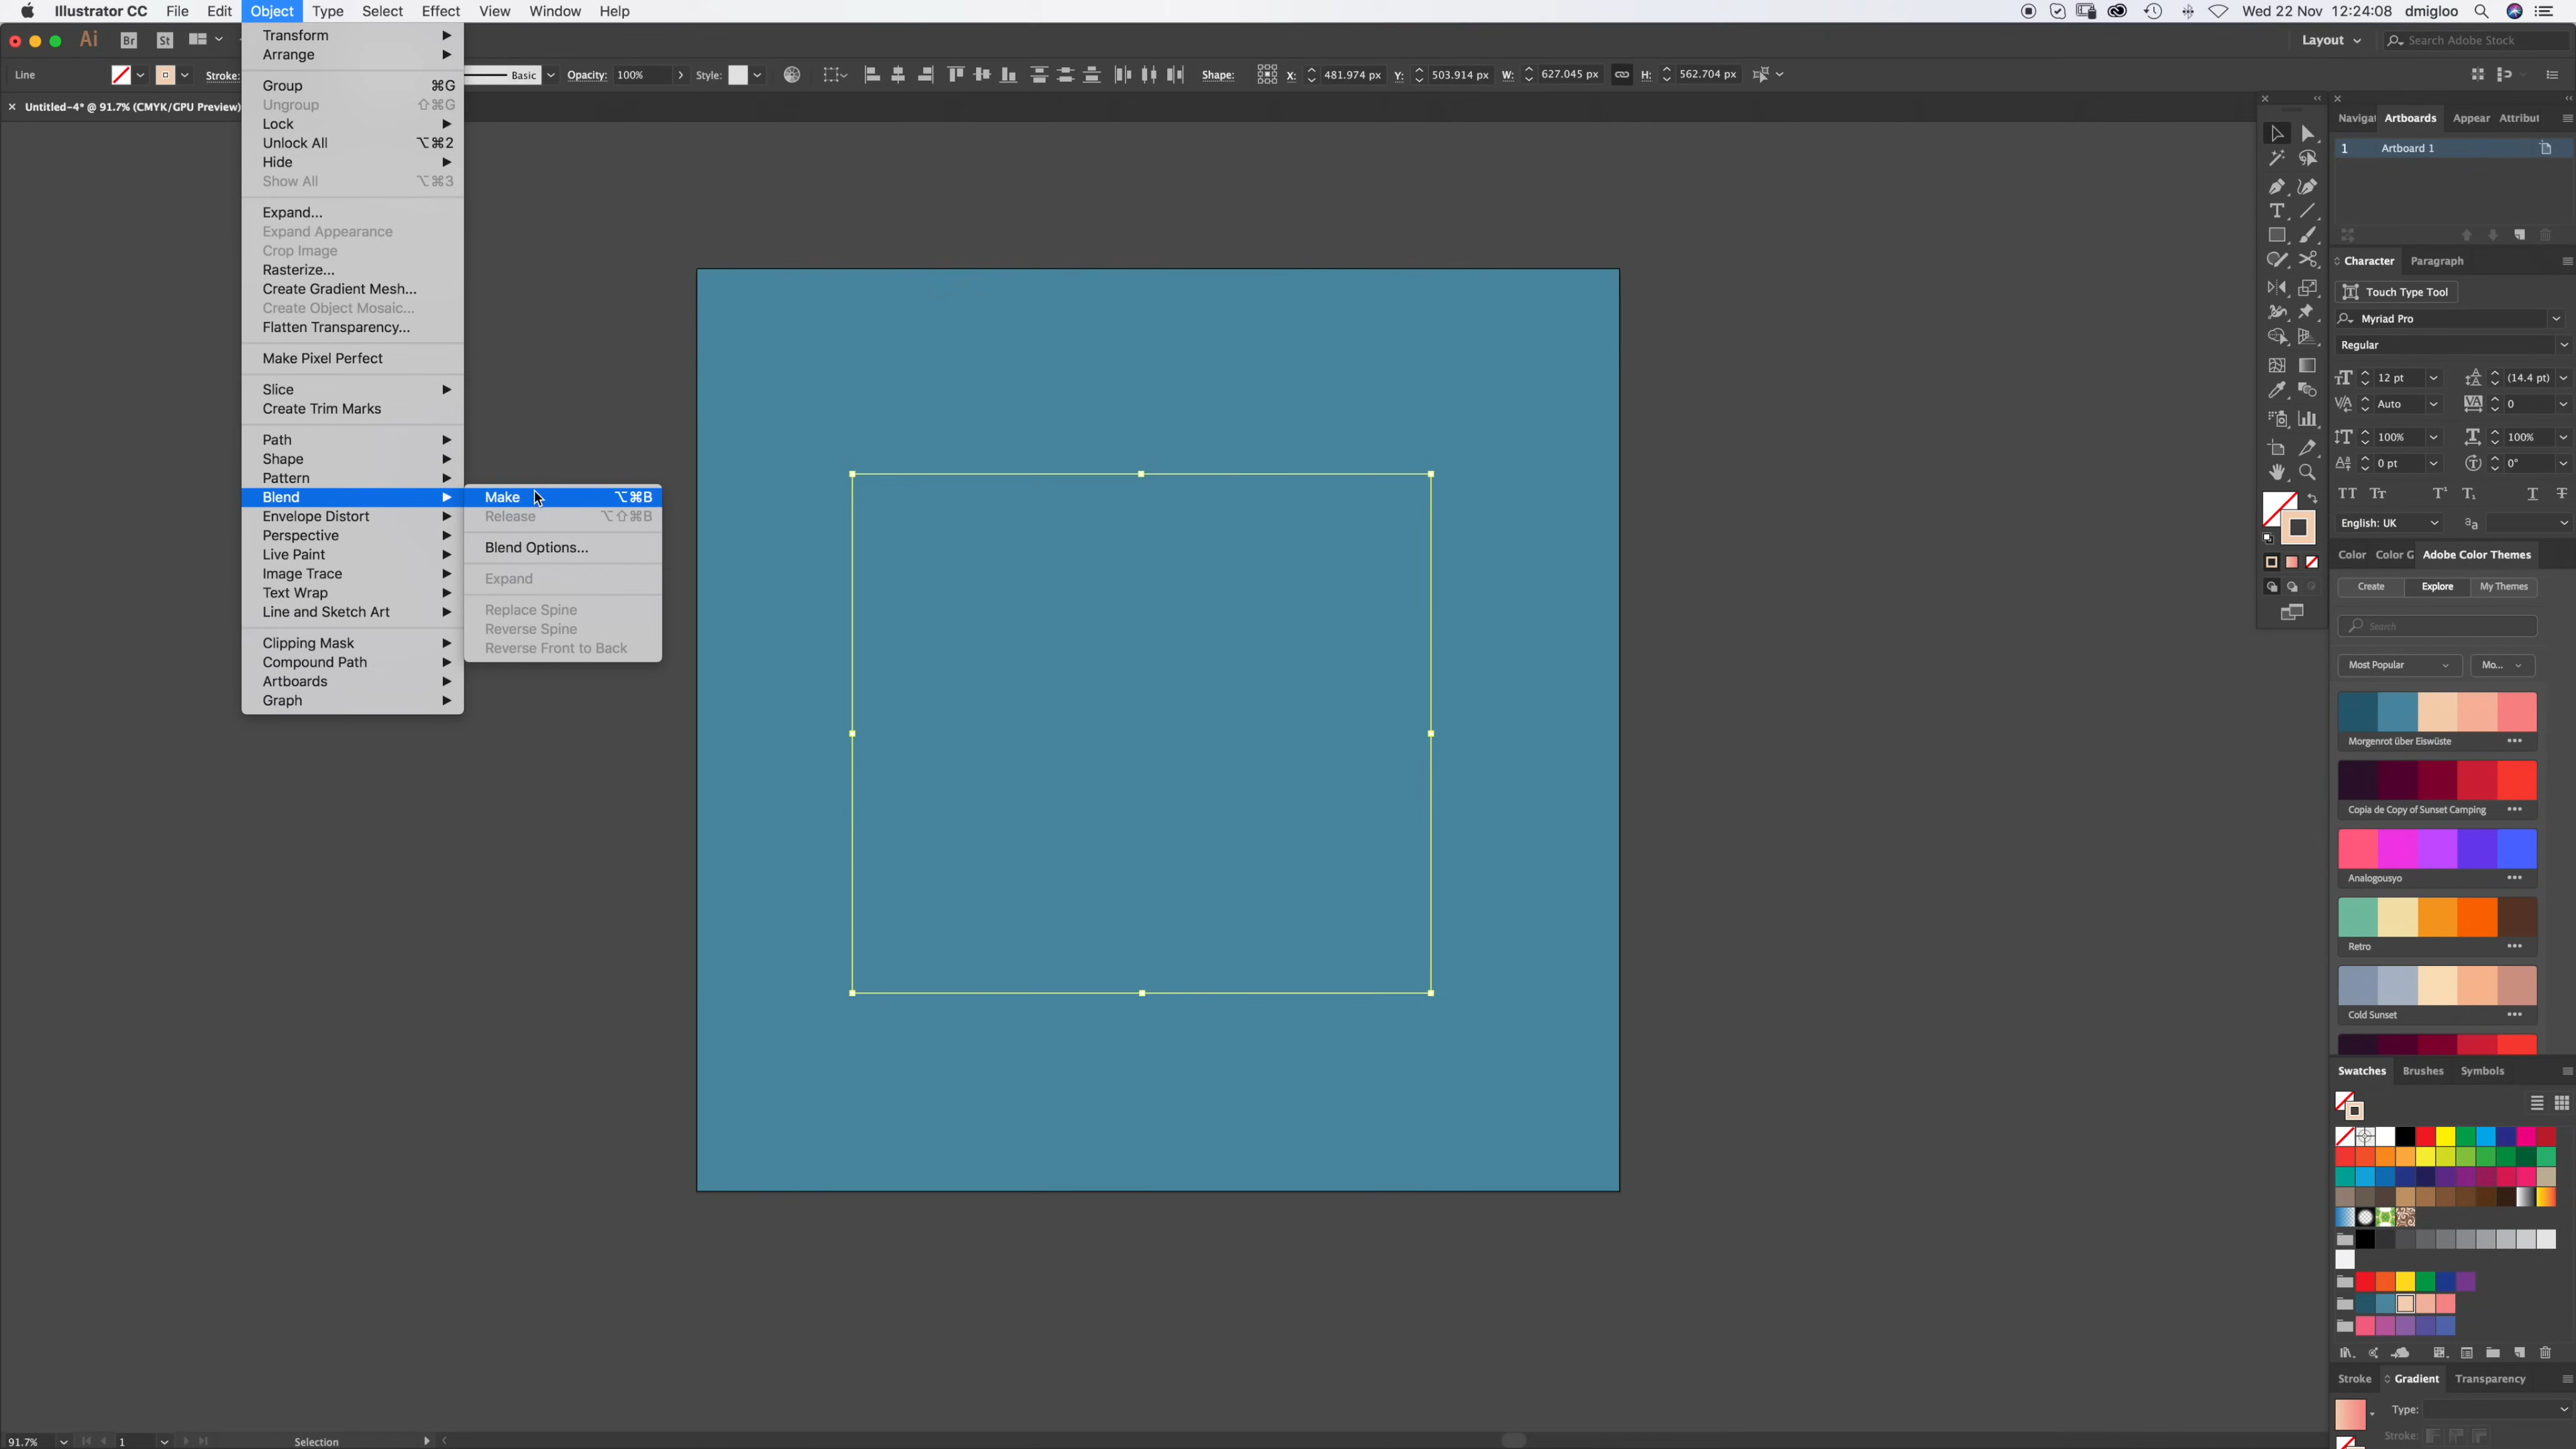 Illustrator CC File Edit Object Type Select Effect View Window Help Wed 22 Nov 12:24:08 dmigloo
Ai Br St Layout Search Adobe Stock
Line Stroke: Basic Opacity: 100% Style: Shape: X: 481.974 px Y: 503.914 px W: 627.045 px H: 562.704 px
× Untitled-4* @ 91.7% (CMYK/GPU Preview)
Transform
Arrange
Group ⌘G
Ungroup ⇧⌘G
Lock
Unlock All ⌥⌘2
Hide
Show All ⌥⌘3
Expand...
Expand Appearance
Crop Image
Rasterize...
Create Gradient Mesh...
Create Object Mosaic...
Flatten Transparency...
Make Pixel Perfect
Slice
Create Trim Marks
Path
Shape
Pattern
Blend
Envelope Distort
Perspective
Live Paint
Image Trace
Text Wrap
Line and Sketch Art
Clipping Mask
Compound Path
Artboards
Graph
Make ⌥⌘B
Release ⌥⇧⌘B
Blend Options...
Expand
Replace Spine
Reverse Spine
Reverse Front to Back
Navigat Artboards Appear Attribut
1 Artboard 1
Character Paragraph
Touch Type Tool
Myriad Pro
Regular
12 pt (14.4 pt)
Auto 0
100% 100%
0 pt 0°
English: UK
Color Color G Adobe Color Themes
Create Explore My Themes
Search
Most Popular Mo...
Morgenrot über Eiswüste
Copia de Copy of Sunset Camping
Analogousyo
Retro
Cold Sunset
Swatches Brushes Symbols
Stroke Gradient Transparency
Type:
Stroke:
91.7% 1 Selection